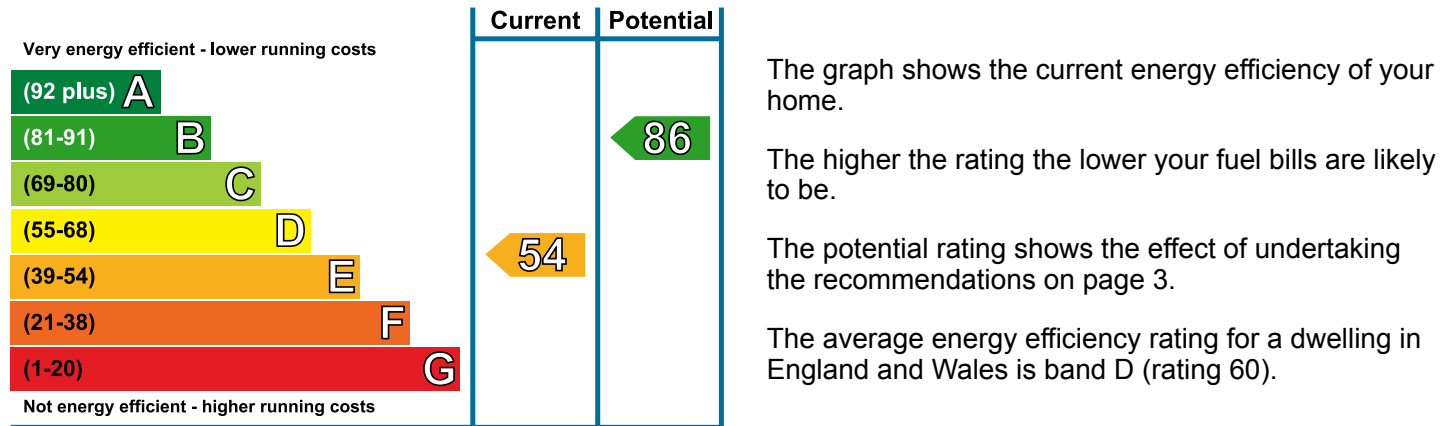 Current Potential
Very energy efficient - lower running costs
(92 plus) A
(81-91) B
86
(69-80) C
(55-68) D
54
(39-54) E
(21-38) F
(1-20) G
Not energy efficient - higher running costs
The graph shows the current energy efficiency of your
home.
The higher the rating the lower your fuel bills are likely
to be.
The potential rating shows the effect of undertaking
the recommendations on page 3.
The average energy efficiency rating for a dwelling in
England and Wales is band D (rating 60).